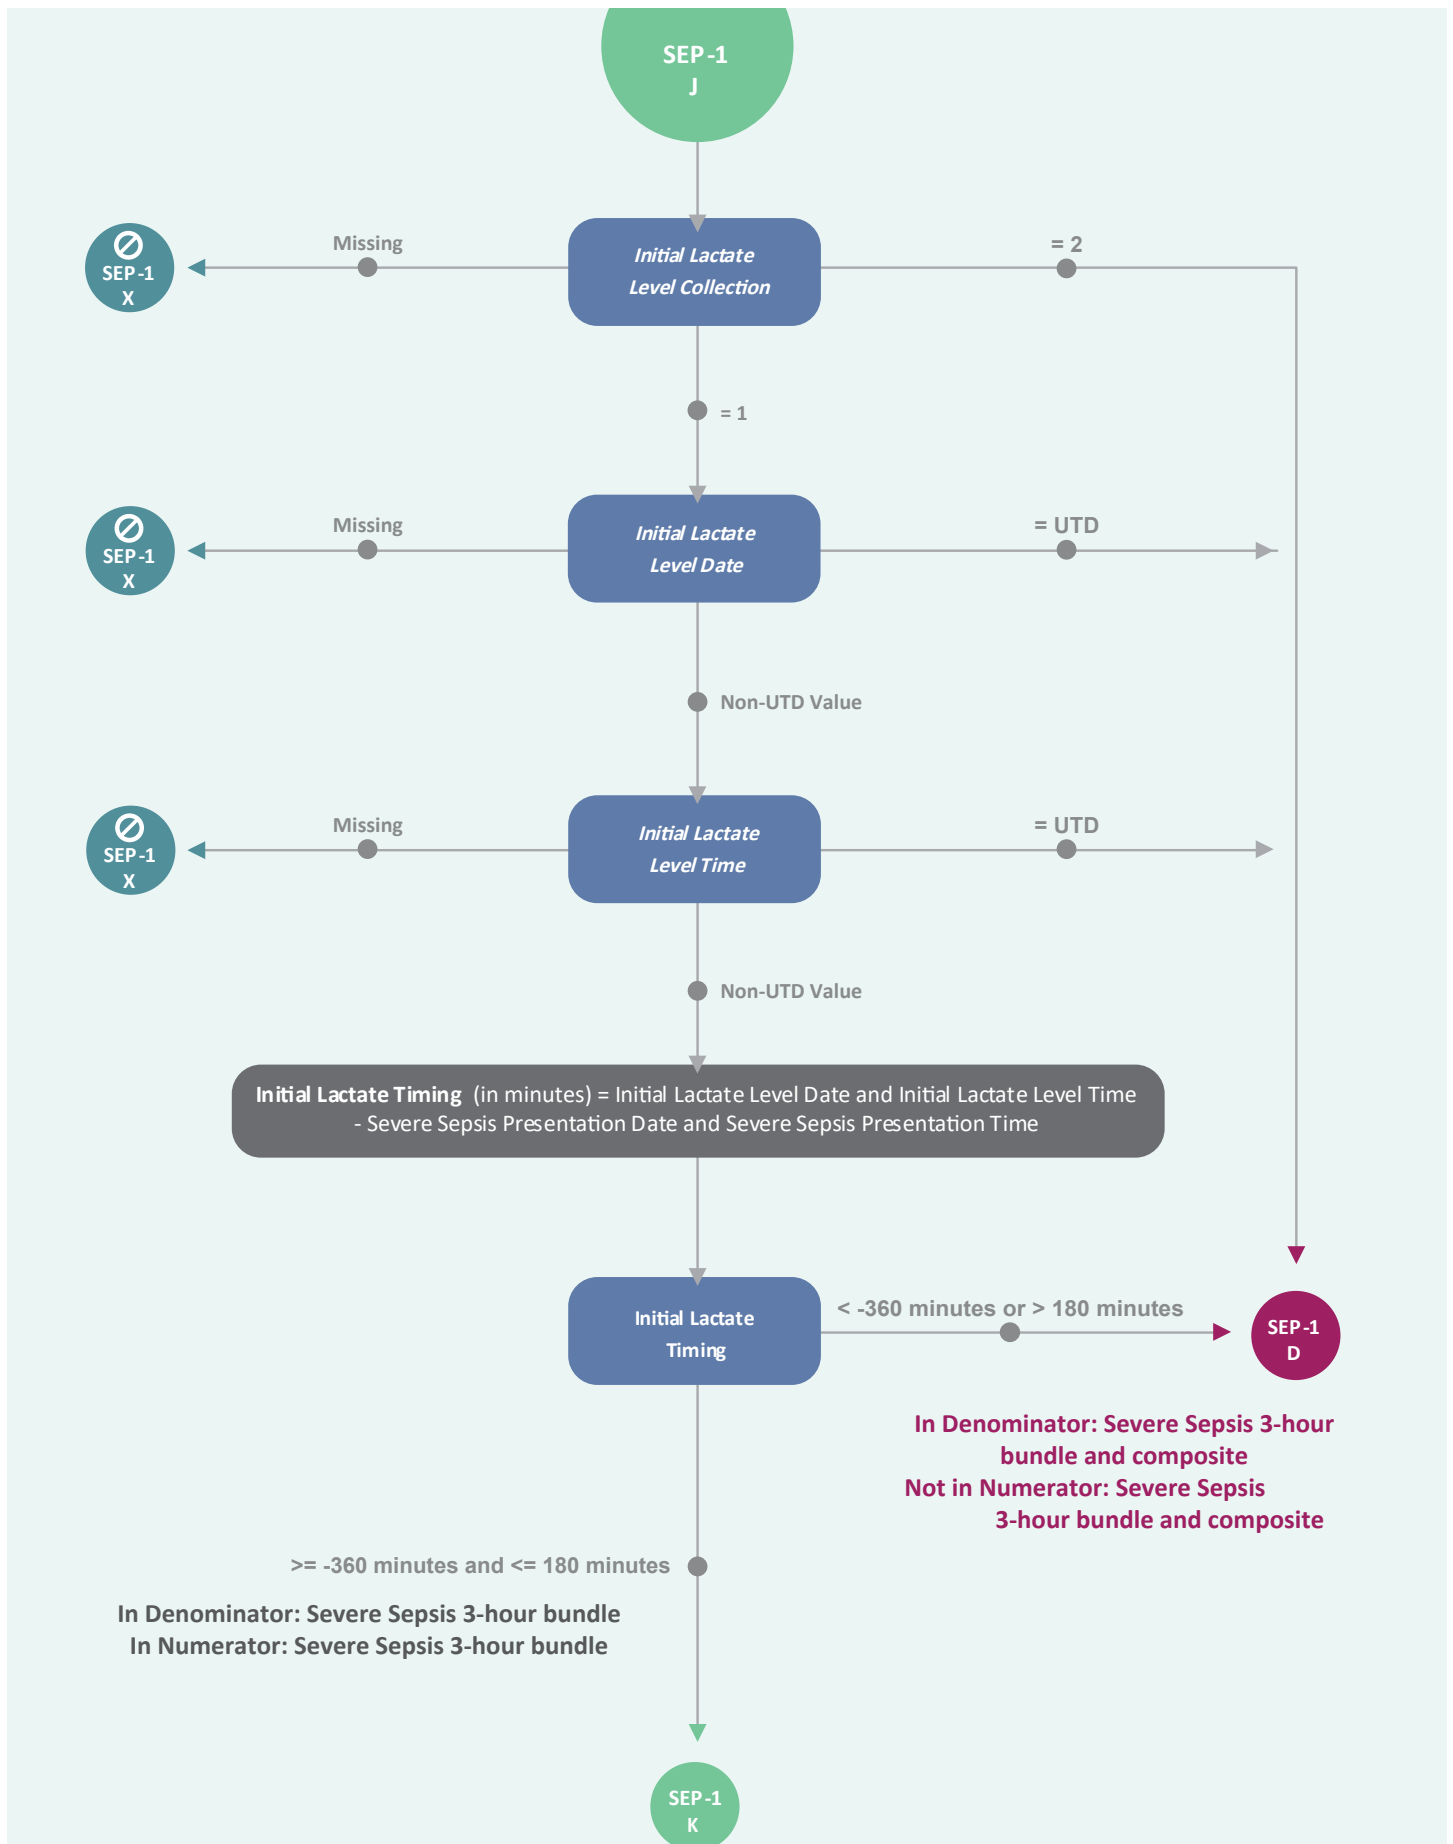 SEP-1
J
Missing
Initial Lactate
Level Collection
= 2
SEP-1
X
= 1
Missing
Initial Lactate
Level Date
= UTD
SEP-1
X
Non-UTD Value
Missing
Initial Lactate
Level Time
= UTD
SEP-1
X
Non-UTD Value
Initial Lactate Timing (in minutes) = Initial Lactate Level Date and Initial Lactate Level Time
- Severe Sepsis Presentation Date and Severe Sepsis Presentation Time
Initial Lactate
Timing
< -360 minutes or > 180 minutes
SEP-1
D
In Denominator: Severe Sepsis 3-hour
bundle and composite
Not in Numerator: Severe Sepsis
3-hour bundle and composite
>= -360 minutes and <= 180 minutes
In Denominator: Severe Sepsis 3-hour bundle
In Numerator: Severe Sepsis 3-hour bundle
SEP-1
K